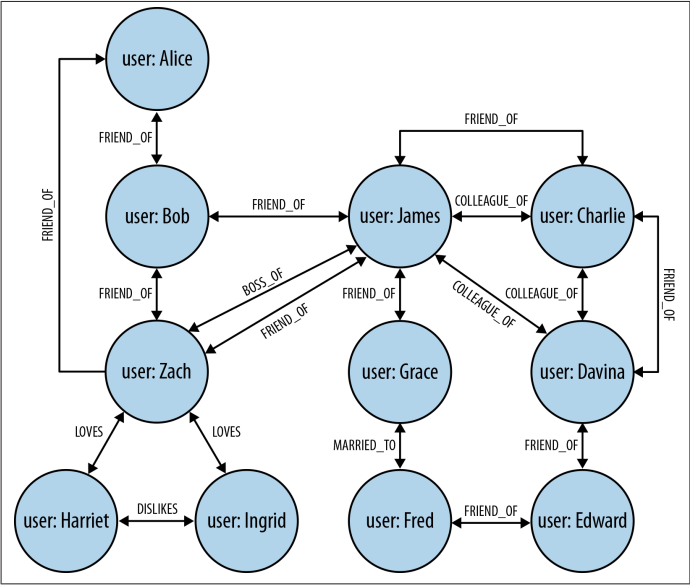 user: Alice
FRIEND_OF
FRIEND_OF
FRIEND_OF
user: Bob
FRIEND_OF
user: James
COLLEAGUE_OF
user: Charlie
FRIEND_OF
FRIEND_OF
BOSS_OF
FRIEND_OF
FRIEND_OF
COLLEAGUE_OF
COLLEAGUE_OF
FRIEND_OF
user: Zach
user: Grace
user: Davina
LOVES
LOVES
MARRIED_TO
FRIEND_OF
user: Harriet
DISLIKES
user: Ingrid
user: Fred
FRIEND_OF
user: Edward